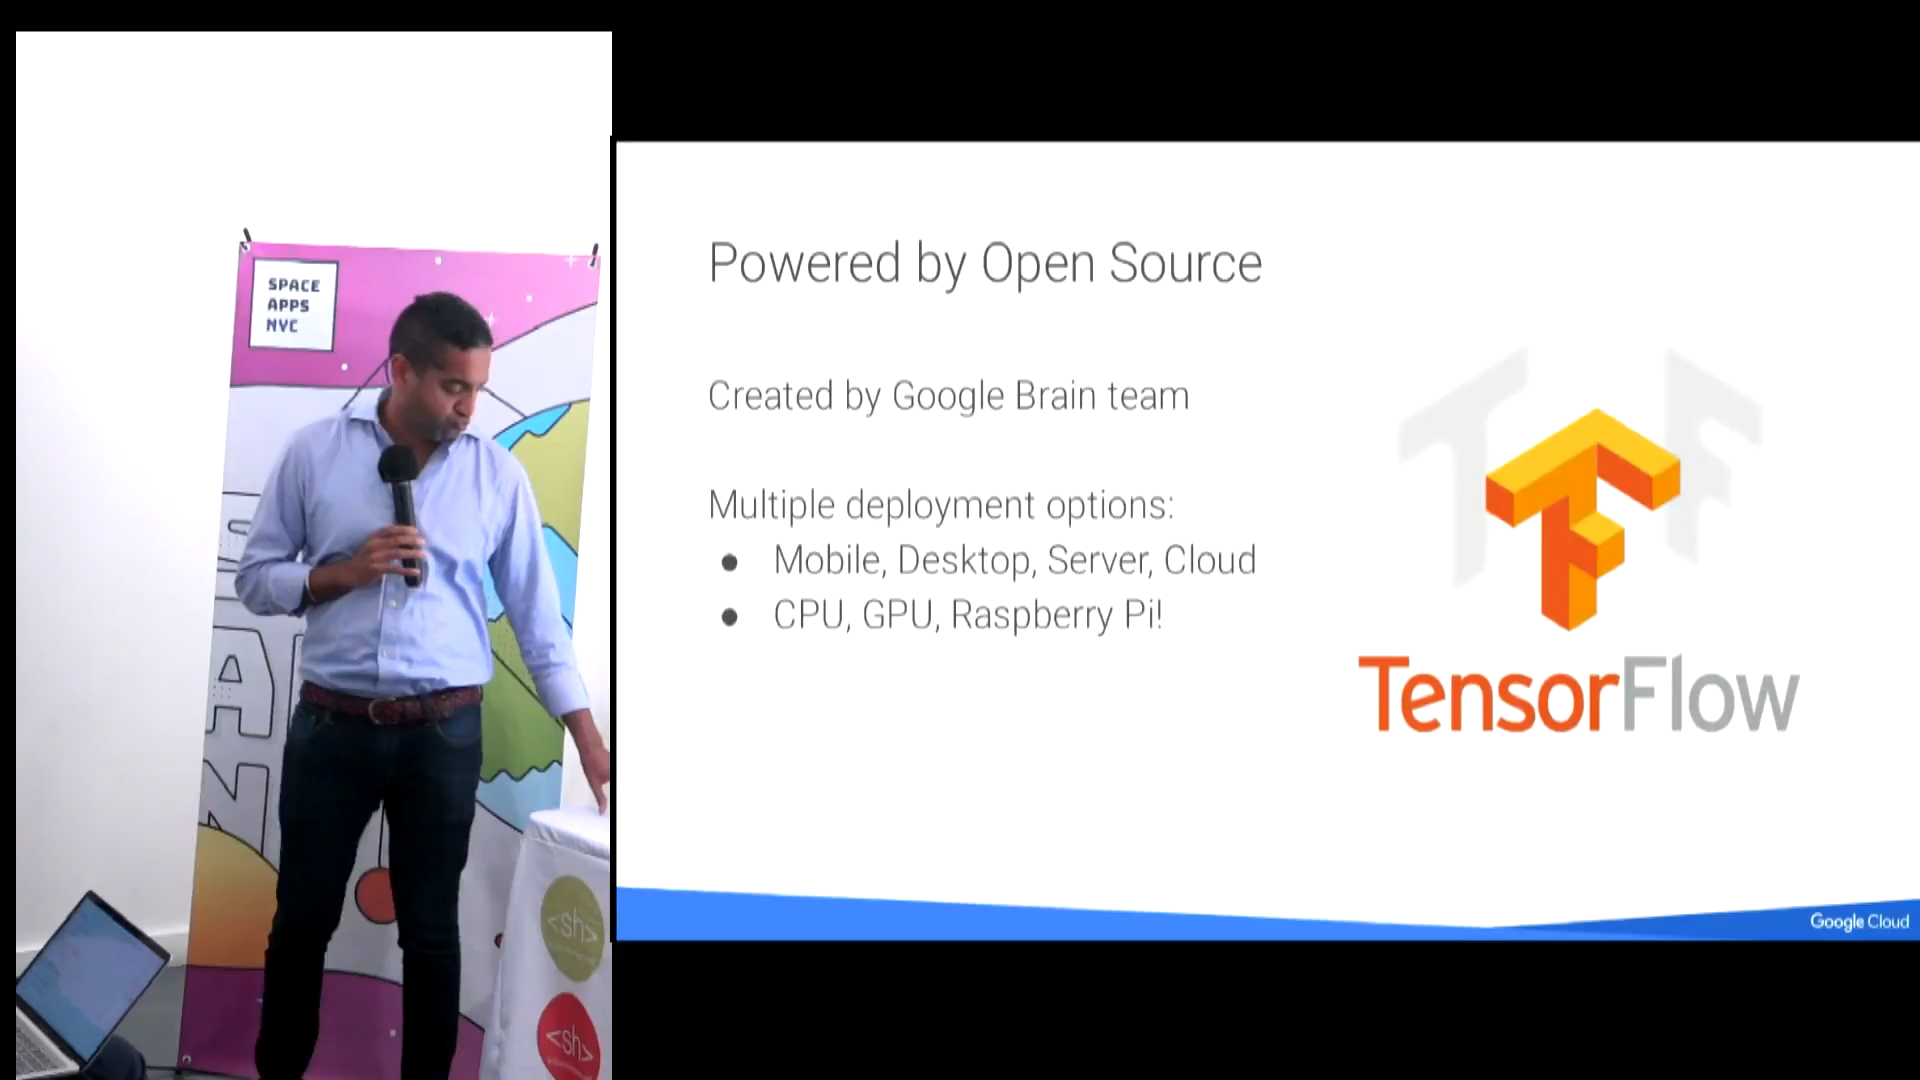 SPACE
APPS
NYC
<sh>
<sh>
Powered by Open Source
Created by Google Brain team
Multiple deployment options:
● Mobile, Desktop, Server, Cloud
● CPU, GPU, Raspberry Pi!
TensorFlow
Google Cloud